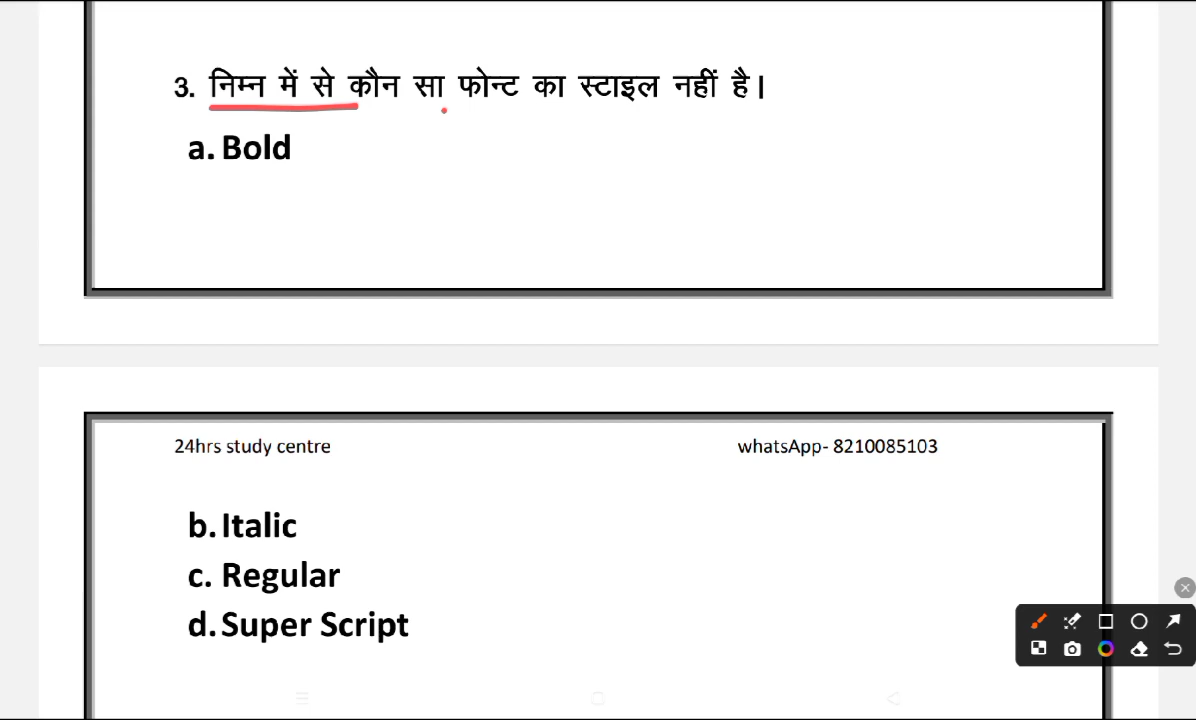 3. निम्न में से कौन सा फोन्ट का स्टाइल नहीं है।
a. Bold
24hrs study centre whatsApp- 8210085103
b. Italic
c. Regular
d. Super Script